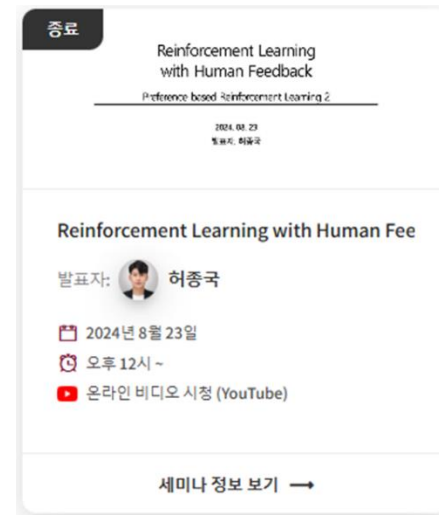 종료
Reinforcement Learning
with Human Feedback
Preference based Reinforcement Learning 2
2024. 08. 23
발표자: 허종국
Reinforcement Learning with Human Fee
발표자: 허종국
2024년 8월 23일
오후 12시 ~
온라인 비디오 시청 (YouTube)
세미나 정보 보기 →